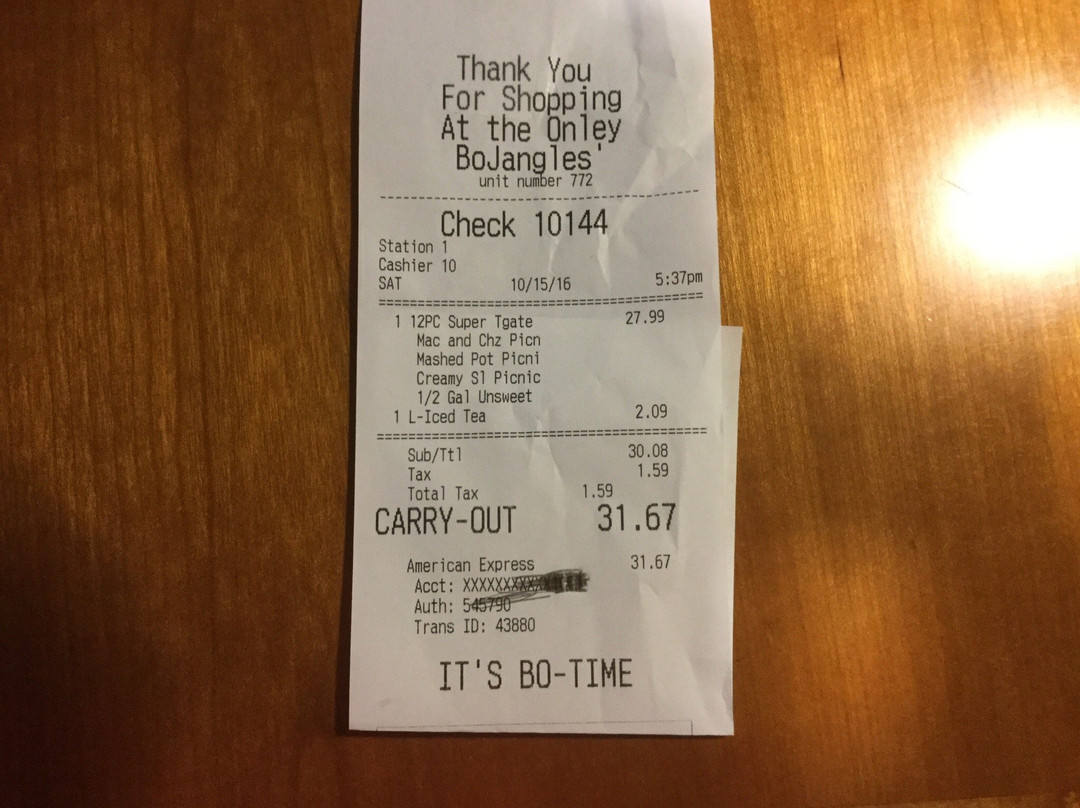 Thank You
For Shopping
At the Onley
BoJangles'
unit number 772
Check 10144
Station 1
Cashier 10
SAT 10/15/16 5:37pm
1 12PC Super Tgate 27.99
Mac and Chz Picn
Mashed Pot Picni
Creamy Sl Picnic
1/2 Gal Unsweet
1 L-Iced Tea 2.09
Sub/Ttl 30.08
Tax 1.59
Total Tax 1.59
CARRY-OUT 31.67
American Express 31.67
Acct: XXXXXXXXXXX
Auth: 545790
Trans ID: 43880
IT'S BO-TIME